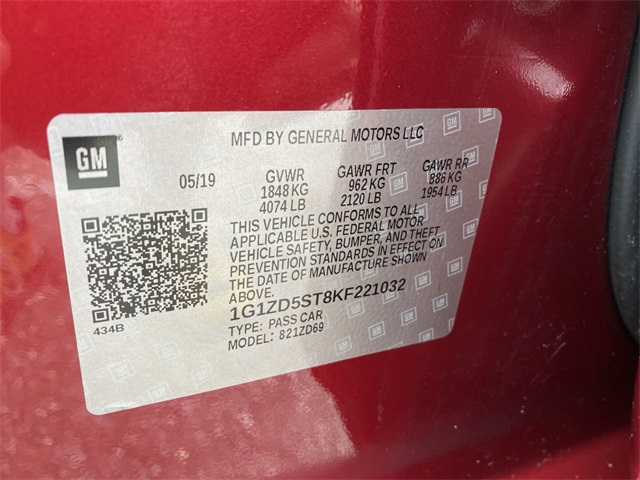 GM
MFD BY GENERAL MOTORS LLC
05/19 GVWR GAWR FRT GAWR RR
1848 KG 962 KG 886 KG
4074 LB 2120 LB 1954 LB
THIS VEHICLE CONFORMS TO ALL
APPLICABLE U.S. FEDERAL MOTOR
VEHICLE SAFETY, BUMPER, AND THEFT
PREVENTION STANDARDS IN EFFECT ON
THE DATE OF MANUFACTURE SHOWN
ABOVE.
434B
1G1ZD5ST8KF221032
TYPE: PASS CAR
MODEL: 821ZD69